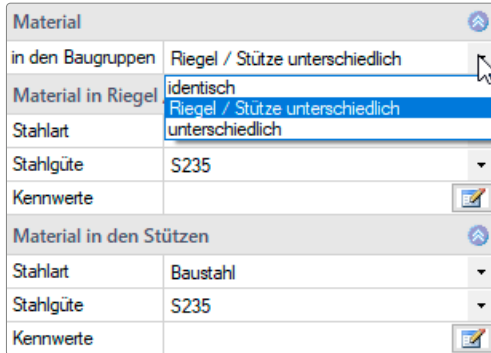 Material
in den Baugruppen Riegel / Stütze unterschiedlich
identisch
Material in Riegel
Riegel / Stütze unterschiedlich
Stahlart unterschiedlich
Stahlgüte S235
Kennwerte
Material in den Stützen
Stahlart Baustahl
Stahlgüte S235
Kennwerte